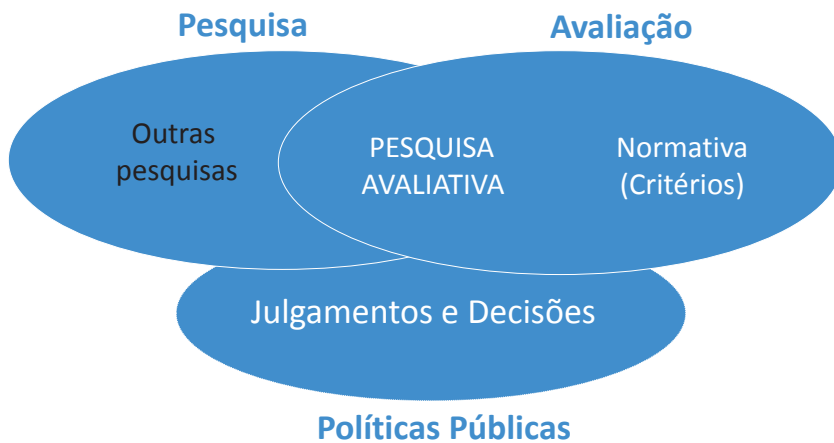 Pesquisa
Avaliação
Outras
pesquisas
PESQUISA
AVALIATIVA
Normativa
(Critérios)
Julgamentos e Decisões
Políticas Públicas